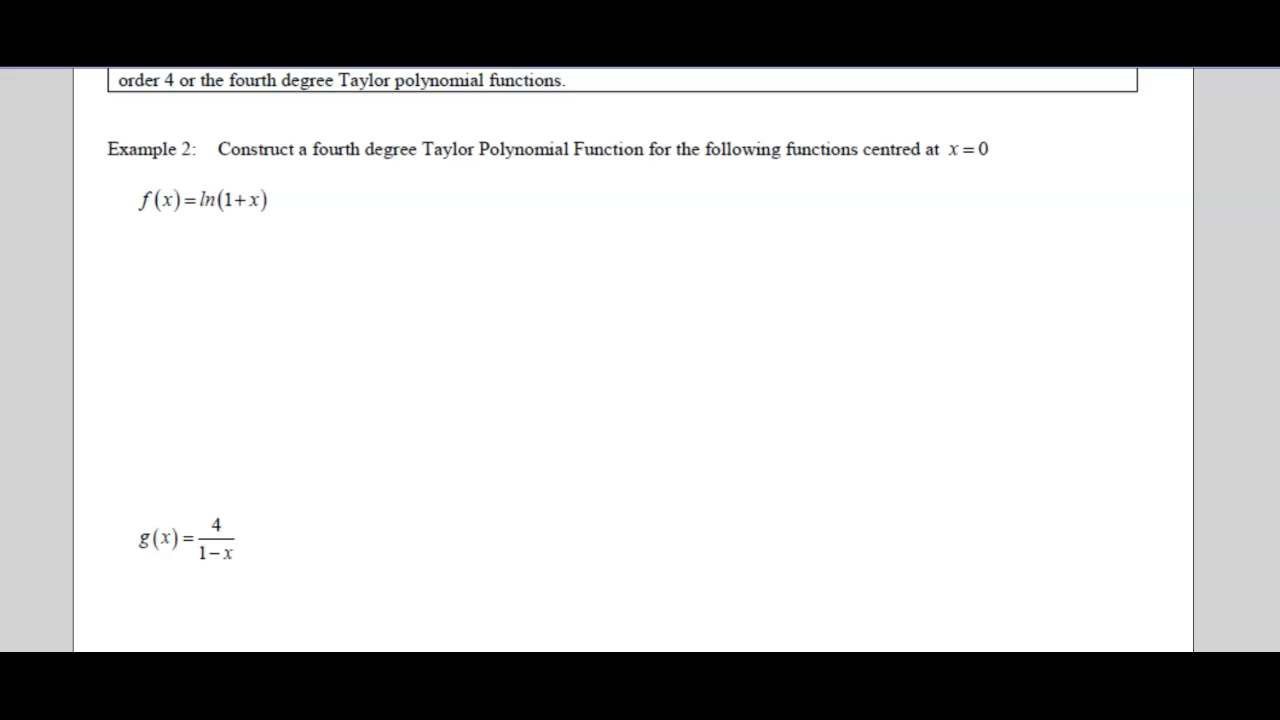 order 4 or the fourth degree Taylor polynomial functions.
Example 2: Construct a fourth degree Taylor Polynomial Function for the following functions centred at x = 0
f(x) = ln(1+x)
g(x) = 4/(1−x)